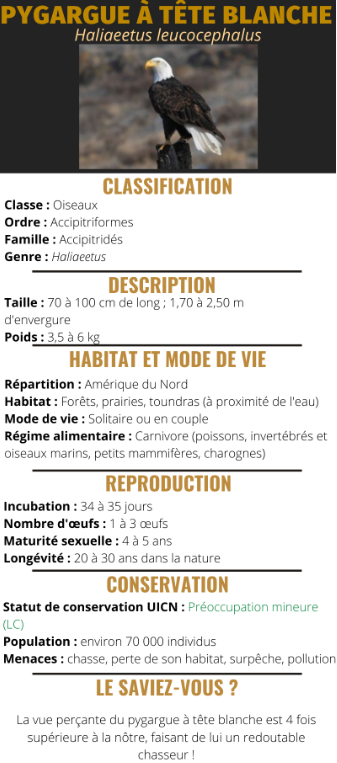 PYGARGUE À TÊTE BLANCHE
Haliaeetus leucocephalus
CLASSIFICATION
Classe : Oiseaux
Ordre : Accipitriformes
Famille : Accipitridés
Genre : Haliaeetus
DESCRIPTION
Taille : 70 à 100 cm de long ; 1,70 à 2,50 m
d'envergure
Poids : 3,5 à 6 kg
HABITAT ET MODE DE VIE
Répartition : Amérique du Nord
Habitat : Forêts, prairies, toundras (à proximité de l'eau)
Mode de vie : Solitaire ou en couple
Régime alimentaire : Carnivore (poissons, invertébrés et
oiseaux marins, petits mammifères, charognes)
REPRODUCTION
Incubation : 34 à 35 jours
Nombre d'œufs : 1 à 3 œufs
Maturité sexuelle : 4 à 5 ans
Longévité : 20 à 30 ans dans la nature
CONSERVATION
Statut de conservation UICN : Préoccupation mineure
(LC)
Population : environ 70 000 individus
Menaces : chasse, perte de son habitat, surpêche, pollution
LE SAVIEZ-VOUS ?
La vue perçante du pygargue à tête blanche est 4 fois
supérieure à la nôtre, faisant de lui un redoutable
chasseur !